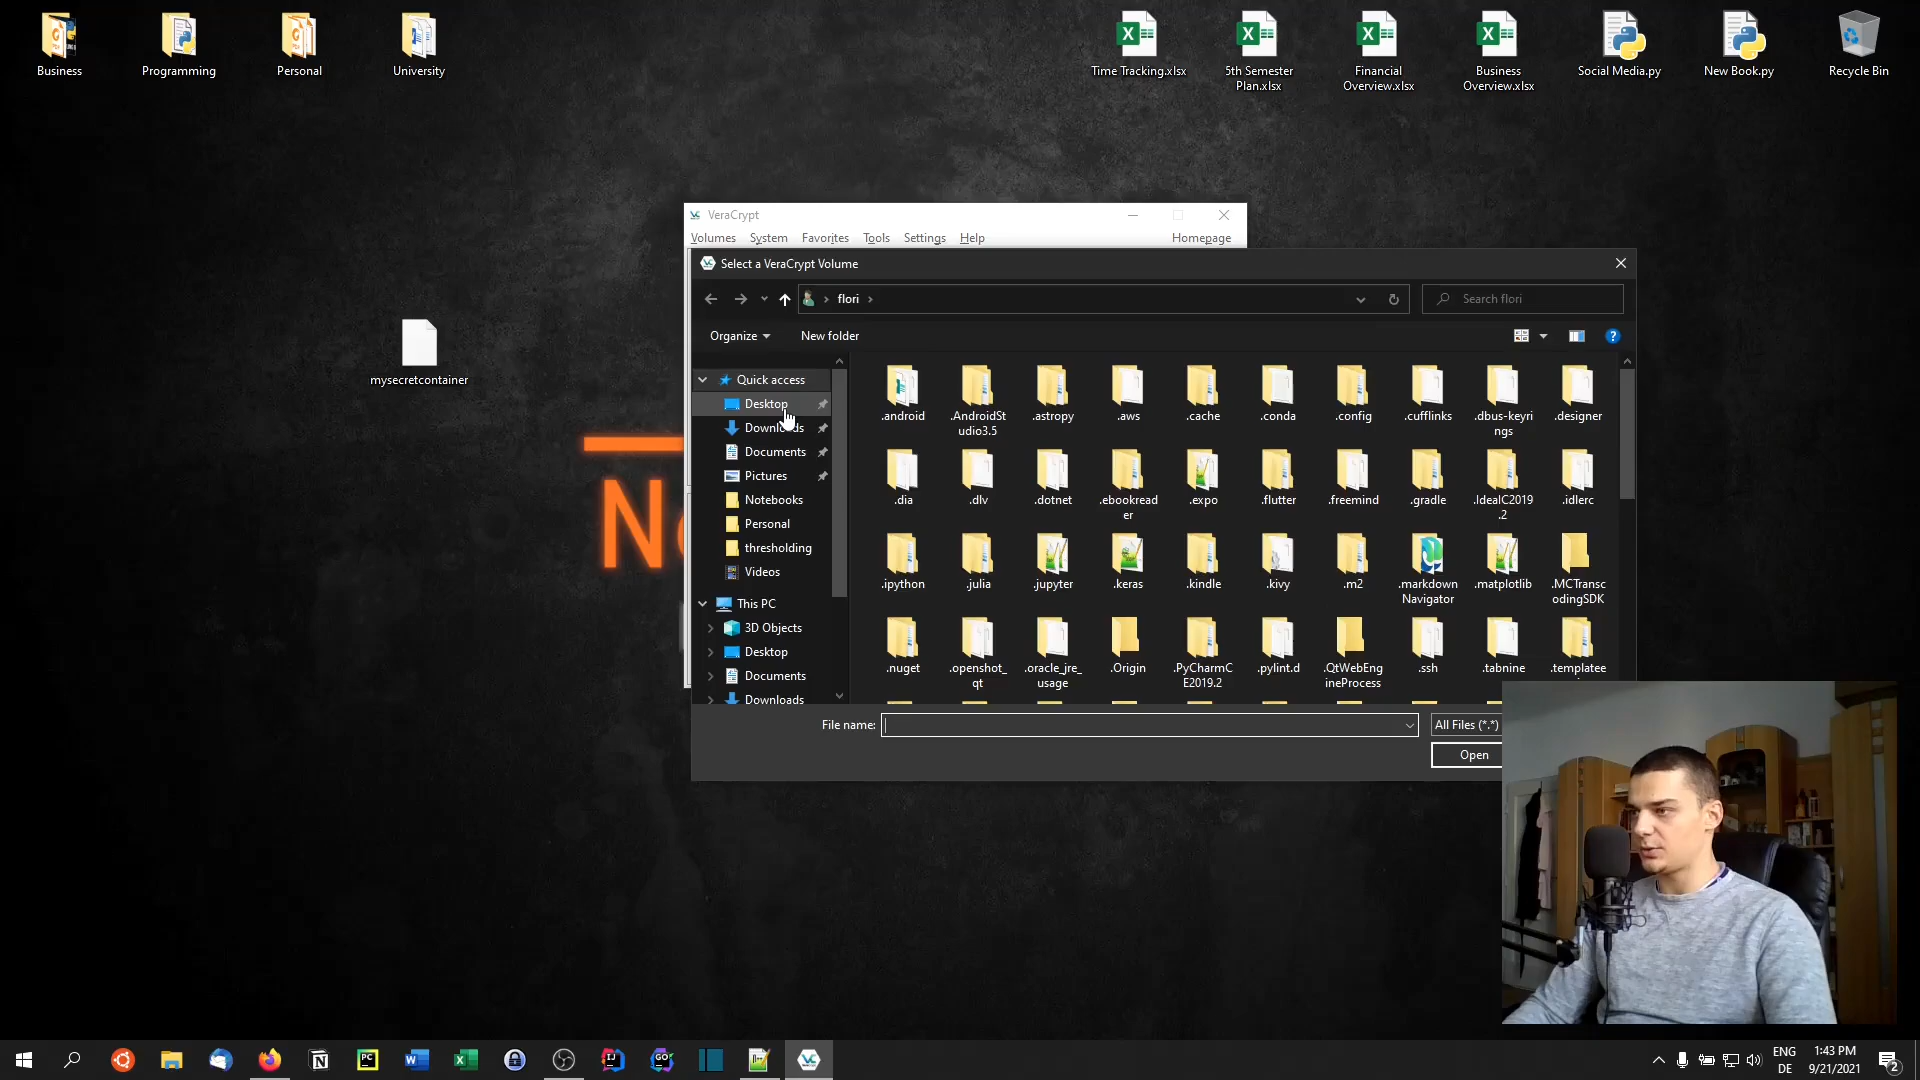 Business
Programming
Personal
University
Time Tracking.xlsx
5th Semester
Plan.xlsx
Financial
Overview.xlsx
Business
Overview.xlsx
Social Media.py
New Book.py
Recycle Bin
mysecretcontainer
VeraCrypt
Volumes System Favorites Tools Settings Help Homepage
Select a VeraCrypt Volume
flori
Search flori
Organize New folder
Quick access
Desktop
Downloads
Documents
Pictures
Notebooks
Personal
thresholding
Videos
This PC
3D Objects
Desktop
Documents
Downloads
.android
.AndroidSt
udio3.5
.astropy
.aws
.cache
.conda
.config
.cufflinks
.dbus-keyri
ngs
.designer
.dia
.dlv
.dotnet
.ebookread
er
.expo
.flutter
.freemind
.gradle
.IdeaIC2019
.2
.idlerc
.ipython
.julia
.jupyter
.keras
.kindle
.kivy
.m2
.markdown
Navigator
.matplotlib
.MCTransc
odingSDK
.nuget
.openshot_
qt
.oracle_jre_
usage
.Origin
.PyCharmC
E2019.2
.pylint.d
.QtWebEng
ineProcess
.ssh
.tabnine
.templatee
File name:
All Files (*.*)
Open
ENG
DE
1:43 PM
9/21/2021
2